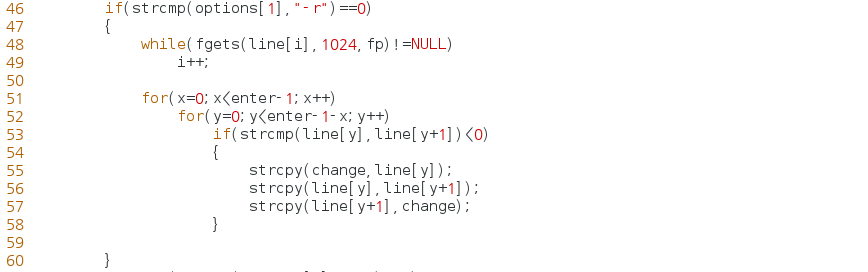 46 if(strcmp(options[1],"-r")==0)
47 {
48 while(fgets(line[i],1024,fp)!=NULL)
49 i++;
50
51 for(x=0;x<enter-1;x++)
52 for(y=0;y<enter-1-x;y++)
53 if(strcmp(line[y],line[y+1])<0)
54 {
55 strcpy(change,line[y]);
56 strcpy(line[y],line[y+1]);
57 strcpy(line[y+1],change);
58 }
59
60 }